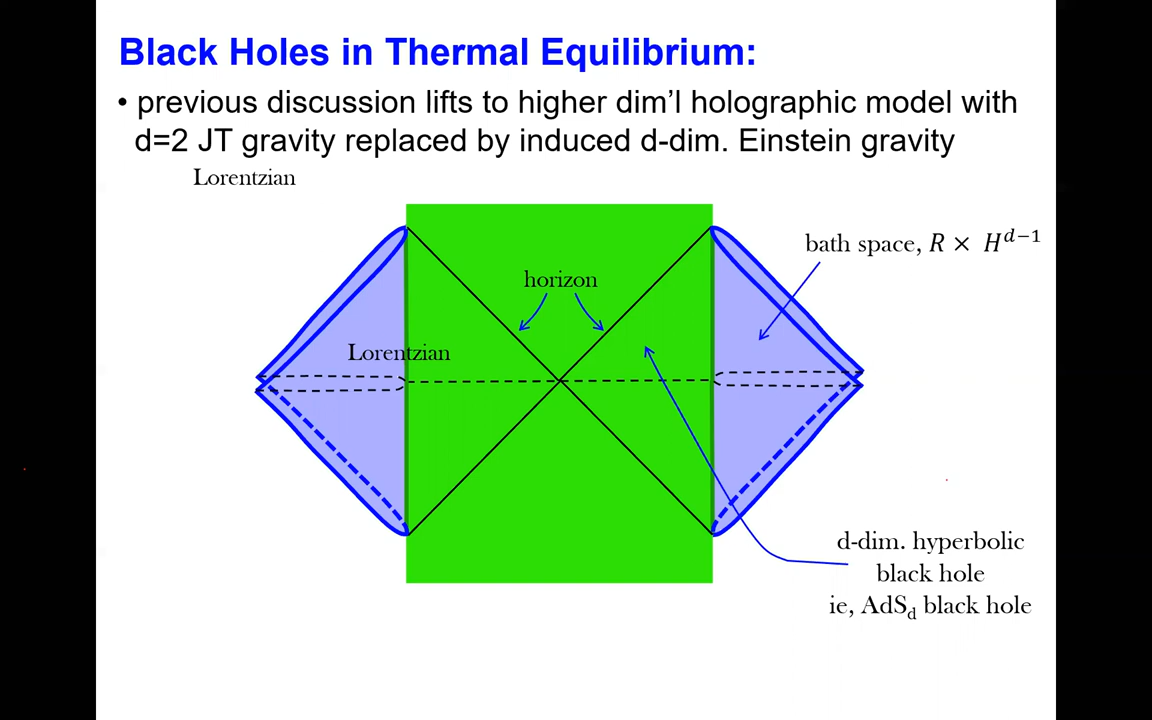 Black Holes in Thermal Equilibrium:
• previous discussion lifts to higher dim’l holographic model with
d=2 JT gravity replaced by induced d-dim. Einstein gravity
Lorentzian
bath space, R × H^{d−1}
horizon
Lorentzian
d-dim. hyperbolic
black hole
ie, AdS_d black hole